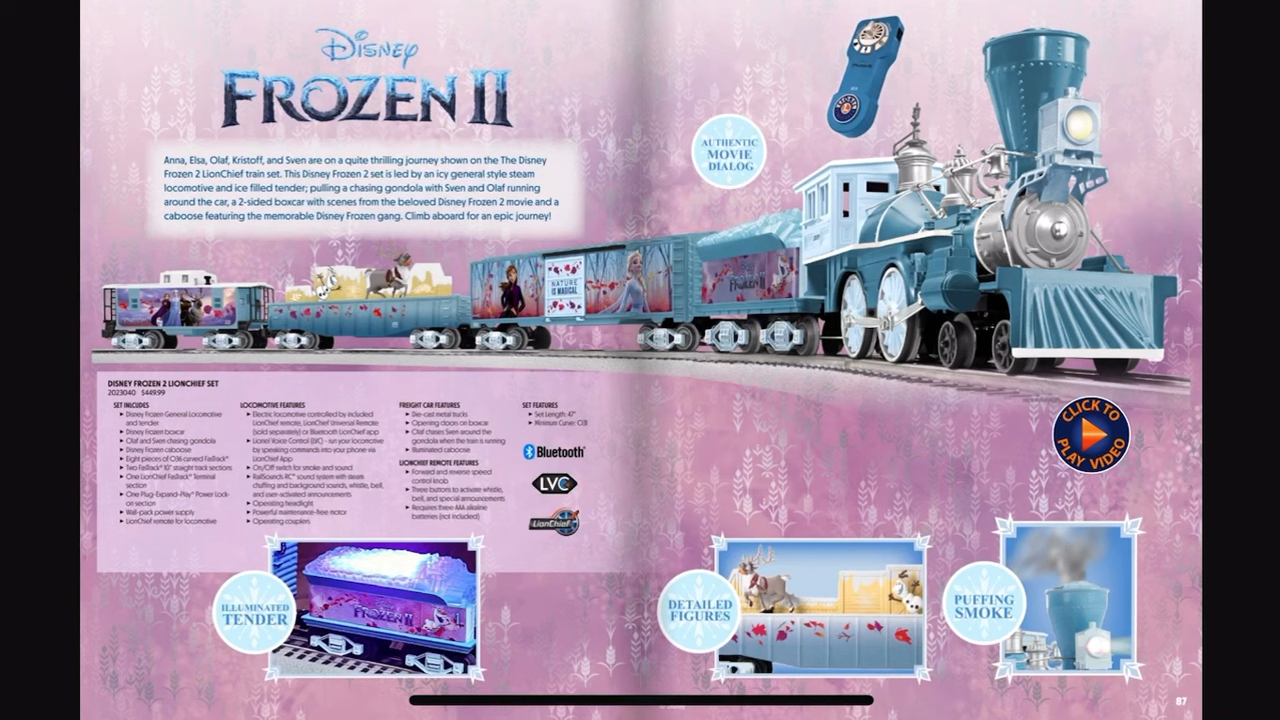 Disney
FROZEN II
Anna, Elsa, Olaf, Kristoff, and Sven are on a quite thrilling journey shown on the The Disney
Frozen 2 LionChief train set. This Disney Frozen 2 set is led by an icy general style steam
locomotive and ice filled tender; pulling a chasing gondola with Sven and Olaf running
around the car, a 2-sided boxcar with scenes from the beloved Disney Frozen 2 movie and a
caboose featuring the memorable Disney Frozen gang. Climb aboard for an epic journey!
AUTHENTIC
MOVIE
DIALOG
NATURE
IS MAGICAL
FROZEN II
DISNEY FROZEN 2 LIONCHIEF SET
2023040 $449.99
SET INLCUDES
► Disney Frozen General Locomotive
and tender
► Disney Frozen boxcar
► Olaf and Sven chasing gondola
► Disney Frozen caboose
► Eight pieces of O36 curved FasTrack®
► Two FasTrack® 10" straight track sections
► One LionChief FasTrack® Terminal
section
► One Plug-Expand-Play® Power Lock-
on section
► Wall-pack power supply
► LionChief remote for locomotive
LOCOMOTIVE FEATURES
► Electric locomotive controlled by included
LionChief remote, LionChief Universal Remote
(sold separately) or Bluetooth LionChief app
► Lionel Voice Control (LVC) - run your locomotive
by speaking commands into your phone via
LionChief App
► On/Off switch for smoke and sound
► RailSounds RC™ sound system with steam
chuffing and background sounds, whistle, bell,
and user-activated announcements
► Operating headlight
► Powerful maintenance-free motor
► Operating couplers
FREIGHT CAR FEATURES
► Die-cast metal trucks
► Opening doors on boxcar
► Olaf chases Sven around the
gondola when the train is running
► Illuminated caboose
LIONCHIEF REMOTE FEATURES
► Forward and reverse speed
control knob
► Three buttons to activate whistle,
bell, and special announcements
► Requires three AAA alkaline
batteries (not included)
SET FEATURES
► Set Length: 47"
► Minimum Curve: O31
Bluetooth®
LVC
LionChief
CLICK TO
PLAY VIDEO
ILLUMINATED
TENDER
FROZEN II
DETAILED
FIGURES
PUFFING
SMOKE
87